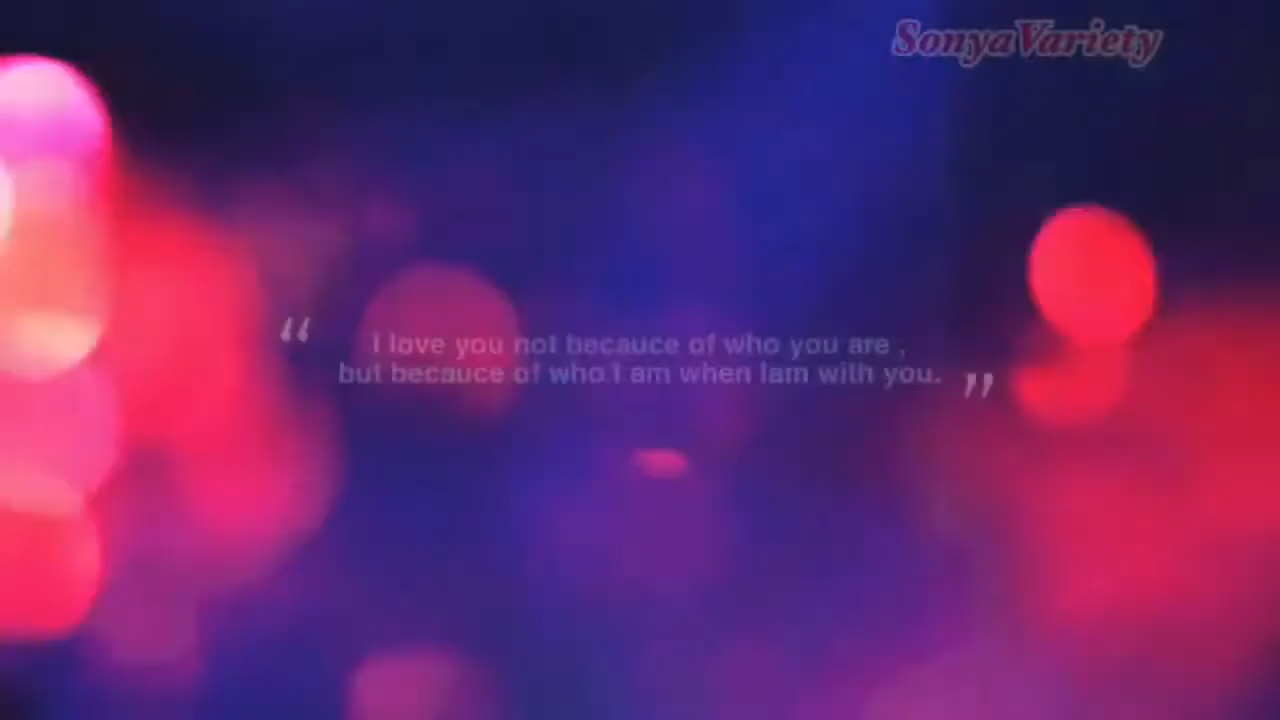 SonyaVariety
“ I love you not becauce of who you are ,
but becauce of who I am when Iam with you. ”